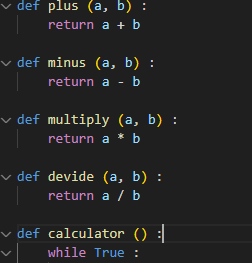 def plus (a, b) :
    return a + b
def minus (a, b) :
    return a - b
def multiply (a, b) :
    return a * b
def devide (a, b) :
    return a / b
def calculator () :
    while True :